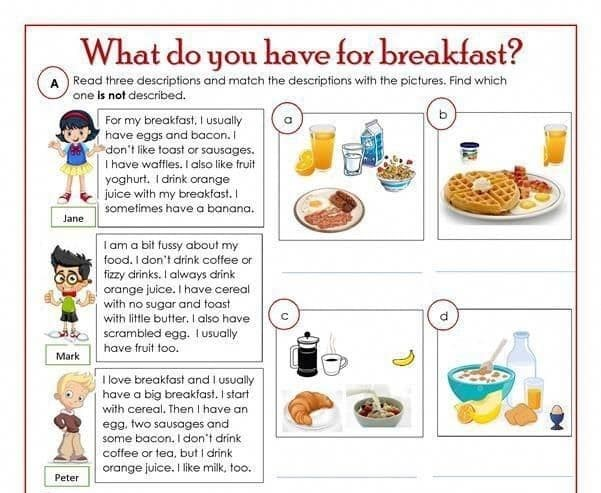 What do you have for breakfast?
A
Read three descriptions and match the descriptions with the pictures. Find which
one is not described.
For my breakfast, I usually
have eggs and bacon. I
don't like toast or sausages.
I have waffles. I also like fruit
yoghurt. I drink orange
juice with my breakfast. I
sometimes have a banana.
Jane
a
b
I am a bit fussy about my
food. I don't drink coffee or
fizzy drinks. I always drink
orange juice. I have cereal
with no sugar and toast
with little butter. I also have
scrambled egg. I usually
have fruit too.
Mark
c
d
I love breakfast and I usually
have a big breakfast. I start
with cereal. Then I have an
egg, two sausages and
some bacon. I don't drink
coffee or tea, but I drink
orange juice. I like milk, too.
Peter